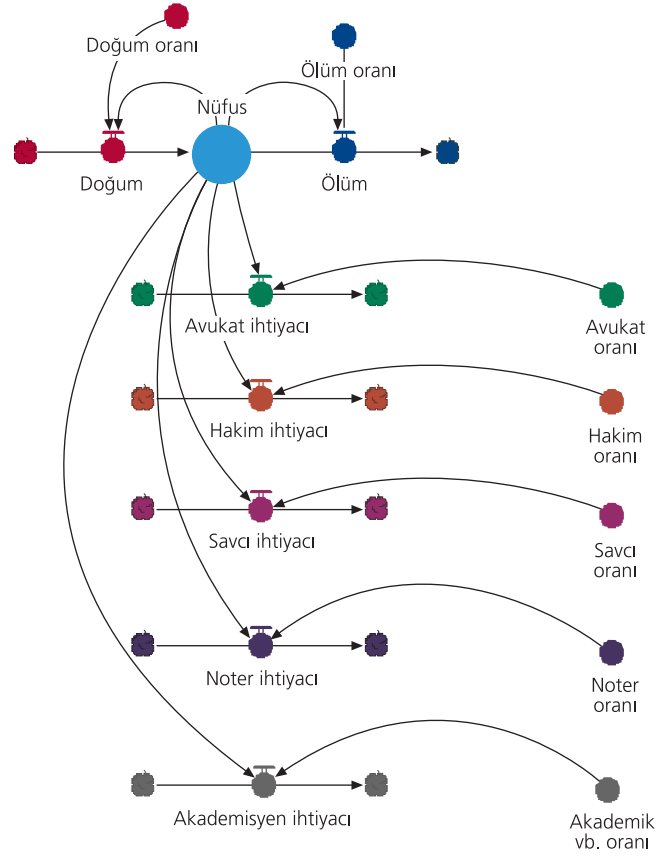 Doğum oranı
Ölüm oranı
Nüfus
Doğum
Ölüm
Avukat ihtiyacı
Avukat
oranı
Hakim ihtiyacı
Hakim
oranı
Savcı ihtiyacı
Savcı
oranı
Noter ihtiyacı
Noter
oranı
Akademisyen ihtiyacı
Akademik
vb. oranı